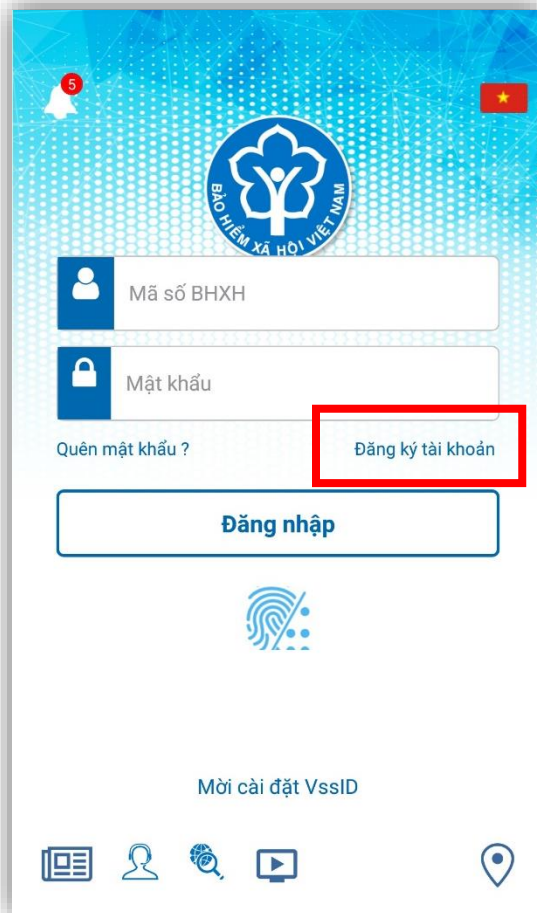 5
BẢO HIỂM XÃ HỘI VIỆT NAM
Mã số BHXH
Mật khẩu
Quên mật khẩu ?
Đăng ký tài khoản
Đăng nhập
Mời cài đặt VssID